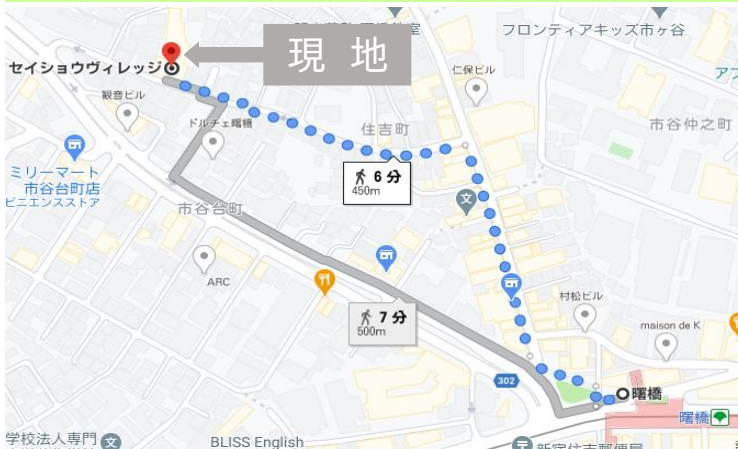 フロンティアキッズ市ヶ谷
現 地
セイショウヴィレッジ
仁保ビル
観音ビル
ドルチェ曙橋
住吉町
市谷仲之町
ミリーマート
市谷台町店
ビニエンスストア
6 分
450m
市谷台町
文
ARC
村松ビル
7 分
500m
maison de K
302
曙橋
曙橋
学校法人専門
文
BLISS English